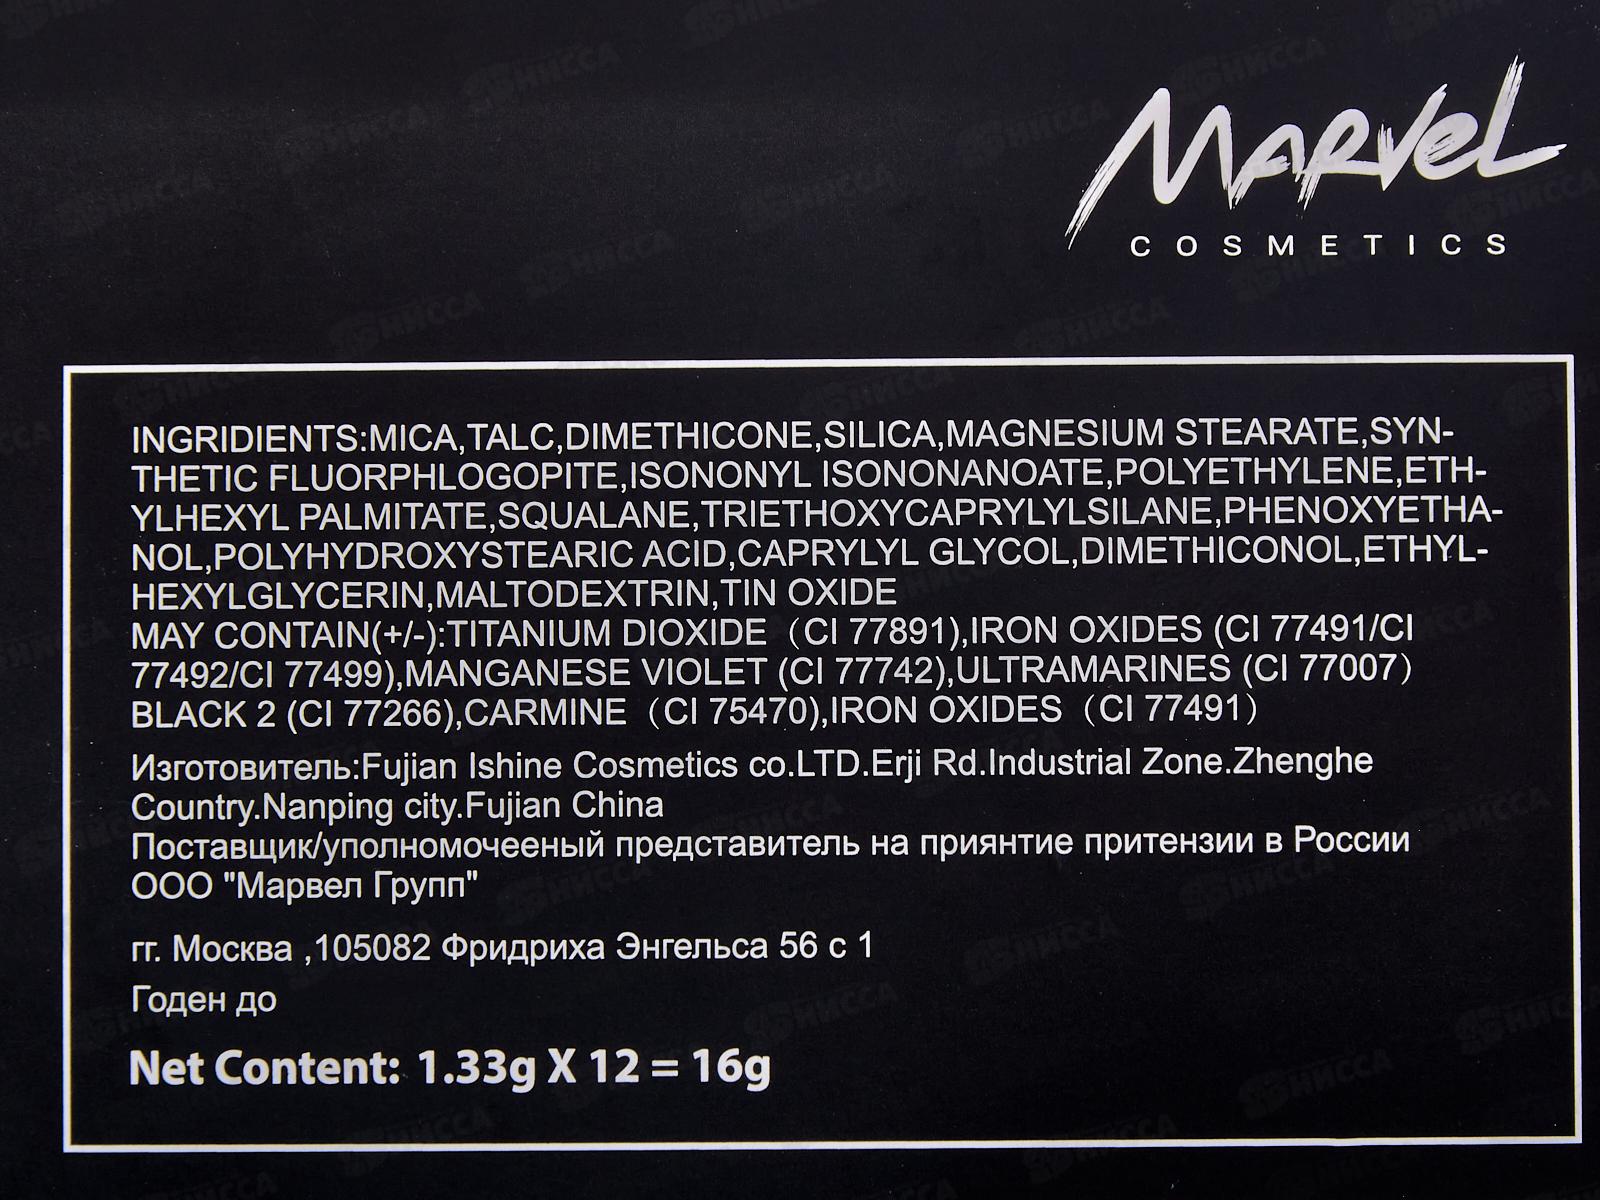 MARVEL
COSMETICS
INGRIDIENTS:MICA,TALC,DIMETHICONE,SILICA,MAGNESIUM STEARATE,SYN-
THETIC FLUORPHLOGOPITE,ISONONYL ISONONANOATE,POLYETHYLENE,ETH-
YLHEXYL PALMITATE,SQUALANE,TRIETHOXYCAPRYLYLSILANE,PHENOXYETHA-
NOL,POLYHYDROXYSTEARIC ACID,CAPRYLYL GLYCOL,DIMETHICONOL,ETHYL-
HEXYLGLYCERIN,MALTODEXTRIN,TIN OXIDE
MAY CONTAIN(+/-):TITANIUM DIOXIDE（CI 77891),IRON OXIDES (CI 77491/CI
77492/CI 77499),MANGANESE VIOLET (CI 77742),ULTRAMARINES (CI 77007）
BLACK 2 (CI 77266),CARMINE（CI 75470),IRON OXIDES（CI 77491）
Изготовитель:Fujian Ishine Cosmetics co.LTD.Erji Rd.Industrial Zone.Zhenghe
Country.Nanping city.Fujian China
Поставщик/уполномочееный представитель на приянтие притензии в России
ООО "Марвел Групп"
гг. Москва ,105082 Фридриха Энгельса 56 с 1
Годен до
Net Content: 1.33g X 12 = 16g